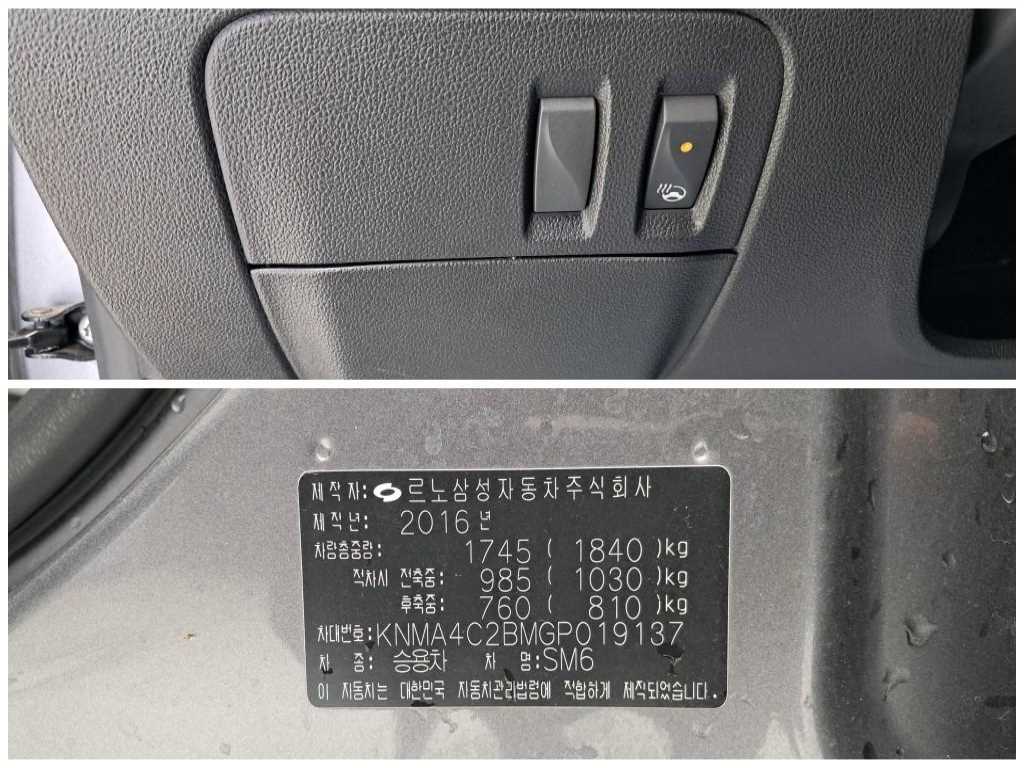 제작자: 르노삼성자동차주식회사
제작년: 2016년
차량총중량: 1745 ( 1840 )kg
적차시 전축중: 985 ( 1030 )kg
후축중: 760 ( 810 )kg
차대번호: KNMA4C2BMGP019137
차 종: 승용차 차 명: SM6
이 자동차는 대한민국 자동차관리법령에 적합하게 제작되었습니다.